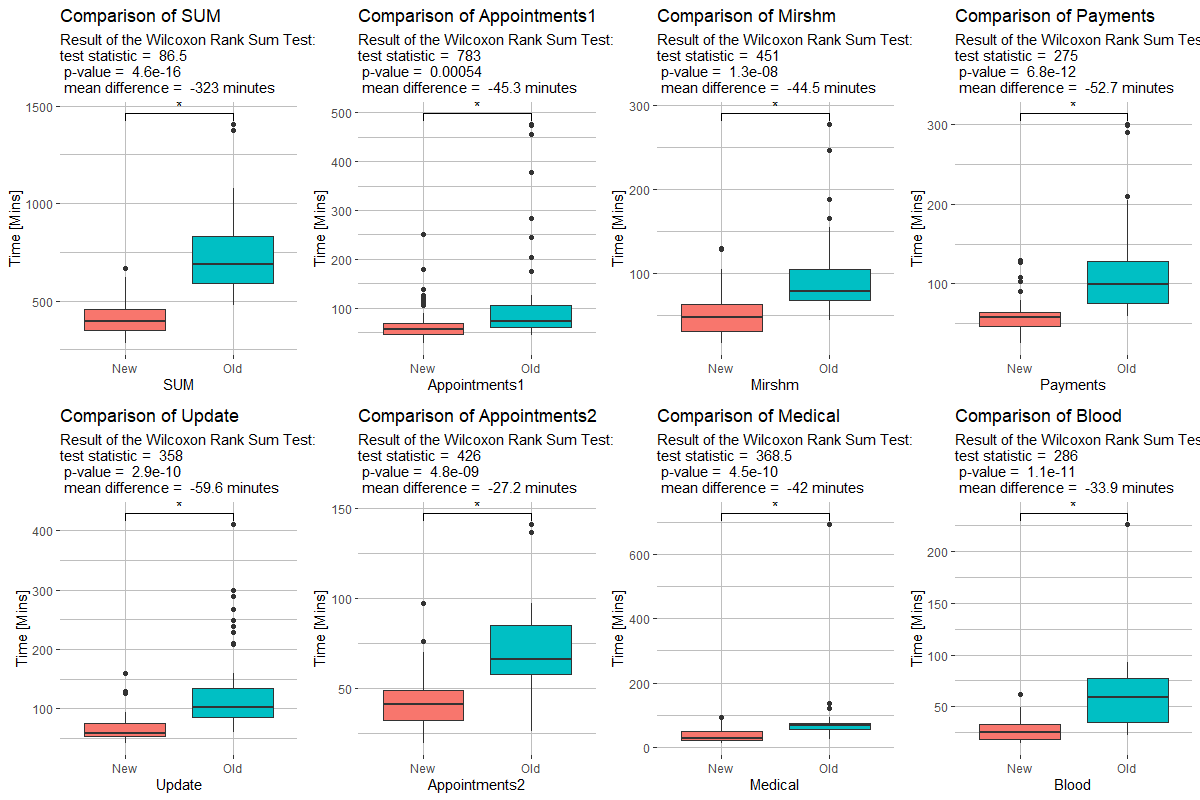 Comparison of SUM
Result of the Wilcoxon Rank Sum Test:
test statistic = 86.5
p-value = 4.6e-16
mean difference = -323 minutes
*
1500
1000
500
Time [Mins]
New Old
SUM
Comparison of Appointments1
Result of the Wilcoxon Rank Sum Test:
test statistic = 783
p-value = 0.00054
mean difference = -45.3 minutes
*
500
400
300
200
100
Time [Mins]
New Old
Appointments1
Comparison of Mirshm
Result of the Wilcoxon Rank Sum Test:
test statistic = 451
p-value = 1.3e-08
mean difference = -44.5 minutes
*
300
200
100
Time [Mins]
New Old
Mirshm
Comparison of Payments
Result of the Wilcoxon Rank Sum Tes
test statistic = 275
p-value = 6.8e-12
mean difference = -52.7 minutes
*
300
200
100
Time [Mins]
New Old
Payments
Comparison of Update
Result of the Wilcoxon Rank Sum Test:
test statistic = 358
p-value = 2.9e-10
mean difference = -59.6 minutes
*
400
300
200
100
Time [Mins]
New Old
Update
Comparison of Appointments2
Result of the Wilcoxon Rank Sum Test:
test statistic = 426
p-value = 4.8e-09
mean difference = -27.2 minutes
*
150
100
50
Time [Mins]
New Old
Appointments2
Comparison of Medical
Result of the Wilcoxon Rank Sum Test:
test statistic = 368.5
p-value = 4.5e-10
mean difference = -42 minutes
*
600
400
200
0
Time [Mins]
New Old
Medical
Comparison of Blood
Result of the Wilcoxon Rank Sum Tes
test statistic = 286
p-value = 1.1e-11
mean difference = -33.9 minutes
*
200
150
100
50
Time [Mins]
New Old
Blood